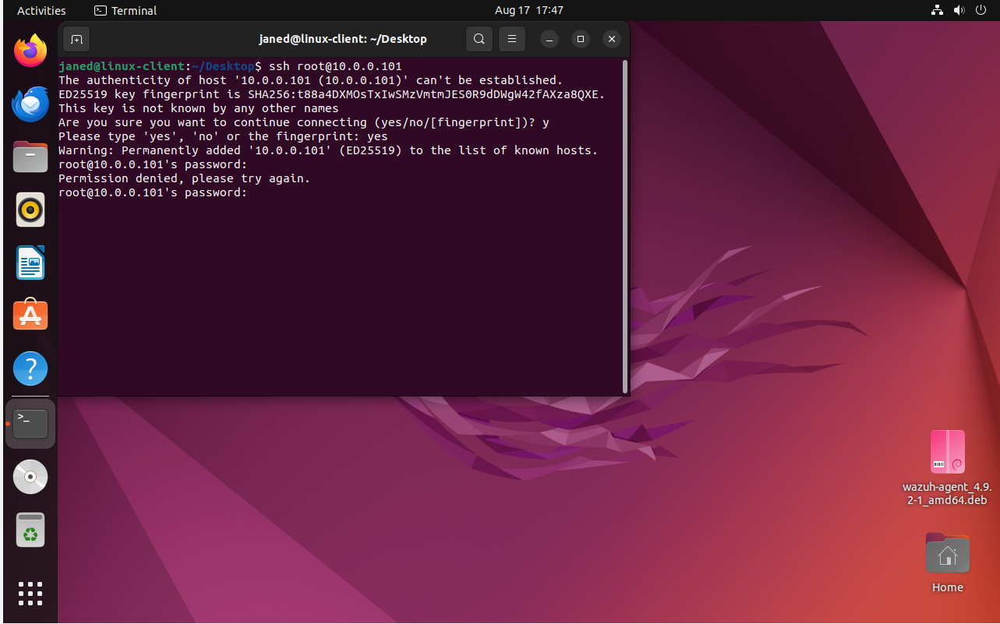 Activities
Terminal
Aug 17 17:47
janed@linux-client: ~/Desktop
janed@linux-client:~/Desktop$ ssh root@10.0.0.101
The authenticity of host '10.0.0.101 (10.0.0.101)' can't be established.
ED25519 key fingerprint is SHA256:t88a4DXMOsTxIwSMzVmtmJES0R9dDWgW42fAXza8QXE.
This key is not known by any other names
Are you sure you want to continue connecting (yes/no/[fingerprint])? y
Please type 'yes', 'no' or the fingerprint: yes
Warning: Permanently added '10.0.0.101' (ED25519) to the list of known hosts.
root@10.0.0.101's password:
Permission denied, please try again.
root@10.0.0.101's password:
wazuh-agent_4.9.
2-1_amd64.deb
Home